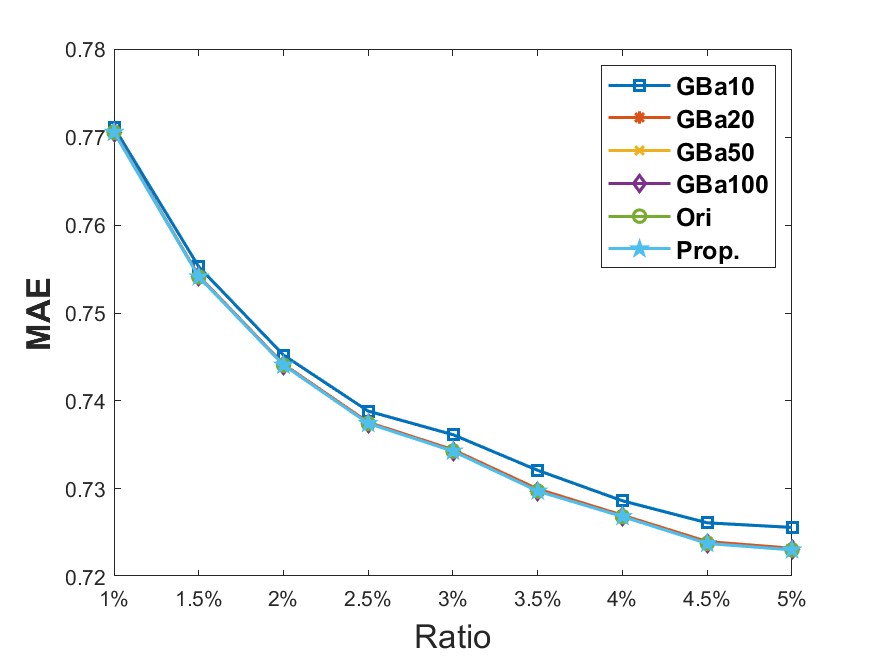 0.78
0.77
0.76
0.75
0.74
0.73
0.72
MAE
GBa10
GBa20
GBa50
GBa100
Ori
Prop.
1% 1.5% 2% 2.5% 3% 3.5% 4% 4.5% 5%
Ratio